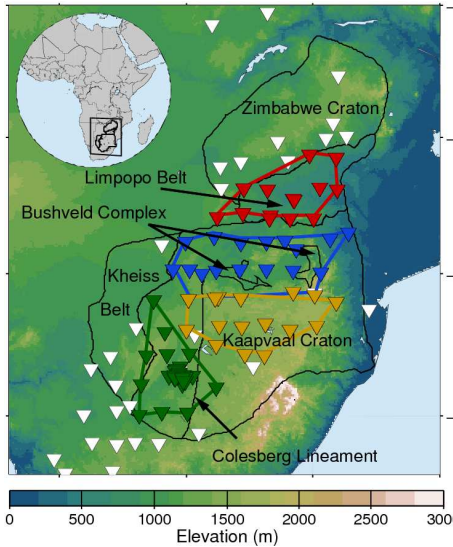 Zimbabwe Craton
Limpopo Belt
Bushveld Complex
Kheiss
Belt
Kaapvaal Craton
Colesberg Lineament
0 500 1000 1500 2000 2500 300
Elevation (m)